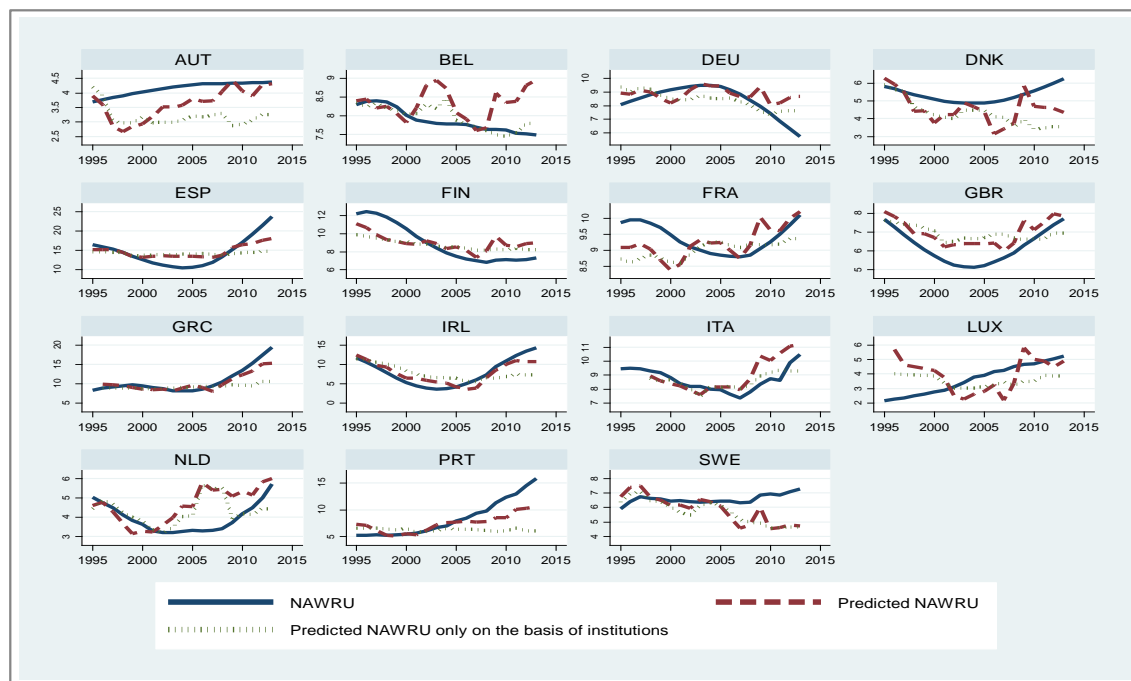 AUT BEL DEU DNK
4.5 9 10 6
4 8.5 9 5
3.5 8 8 4
3 7.5 7 3
2.5 6
1995 2000 2005 2010 2015 1995 2000 2005 2010 2015 1995 2000 2005 2010 2015 1995 2000 2005 2010 2015
ESP FIN FRA GBR
25 12 10 8
20 10 9.5 7
15 8 9 6
10 6 8.5 5
1995 2000 2005 2010 2015 1995 2000 2005 2010 2015 1995 2000 2005 2010 2015 1995 2000 2005 2010 2015
GRC IRL ITA LUX
20 15 11 6
15 10 10 5
10 5 9 4
5 0 8 3
7 2
1995 2000 2005 2010 2015 1995 2000 2005 2010 2015 1995 2000 2005 2010 2015 1995 2000 2005 2010 2015
NLD PRT SWE
6 15 8
5 10 7
4 5 6
3 5
4
1995 2000 2005 2010 2015 1995 2000 2005 2010 2015 1995 2000 2005 2010 2015
NAWRU Predicted NAWRU
Predicted NAWRU only on the basis of institutions